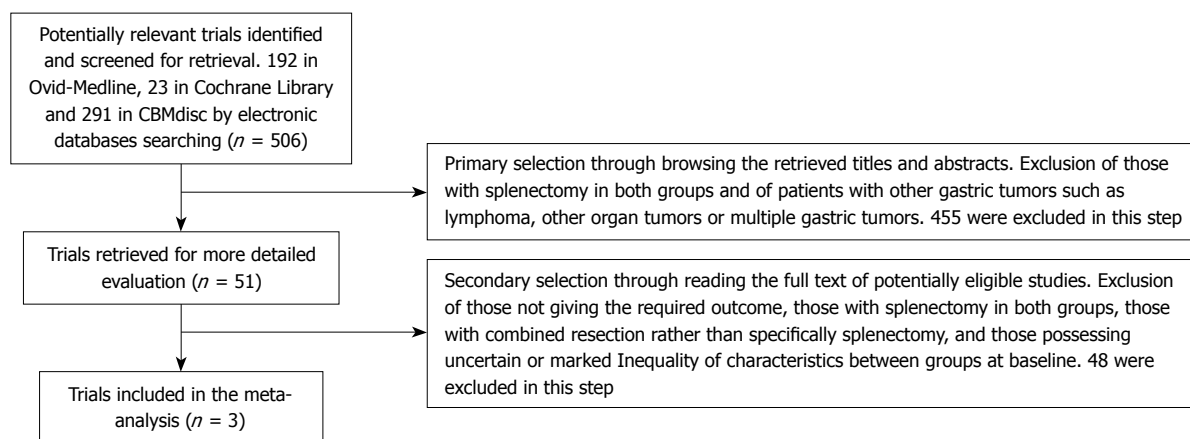 Potentially relevant trials identified
and screened for retrieval. 192 in
Ovid-Medline, 23 in Cochrane Library
and 291 in CBMdisc by electronic
databases searching (n = 506)
Primary selection through browsing the retrieved titles and abstracts. Exclusion of those
with splenectomy in both groups and of patients with other gastric tumors such as
lymphoma, other organ tumors or multiple gastric tumors. 455 were excluded in this step
Trials retrieved for more detailed
evaluation (n = 51)
Secondary selection through reading the full text of potentially eligible studies. Exclusion
of those not giving the required outcome, those with splenectomy in both groups, those
with combined resection rather than specifically splenectomy, and those possessing
uncertain or marked Inequality of characteristics between groups at baseline. 48 were
excluded in this step
Trials included in the meta-
analysis (n = 3)